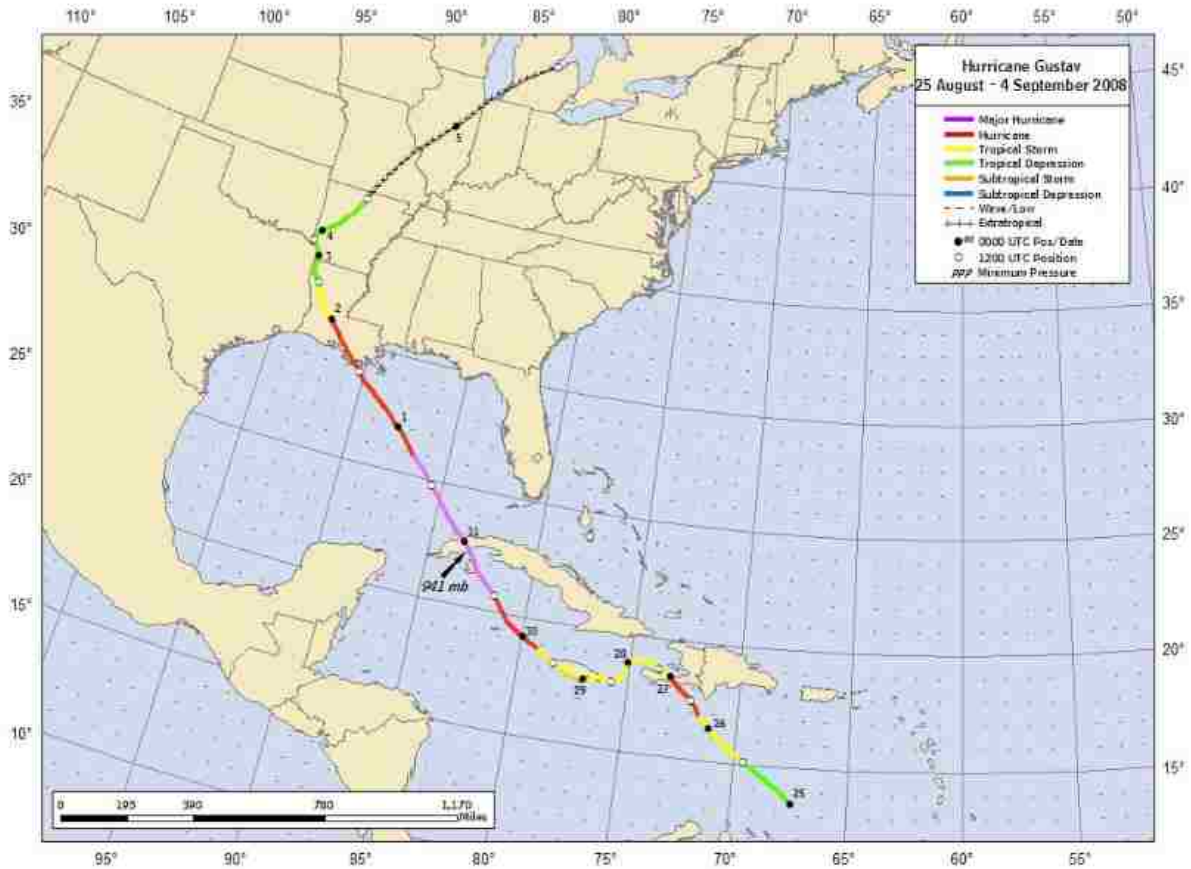 110° 105° 100° 95° 90° 85° 80° 75° 70° 65° 60° 55° 50°
Hurricane Gustav
25 August - 4 September 2008
Major Hurricane
Hurricane
Tropical Storm
Tropical Depression
Subtropical Storm
Subtropical Depression
Wave/Low
Extratropical
0000 UTC Pos/Date
1200 UTC Position
PPP Minimum Pressure
45°
35°
5
40°
30°
4
3
35°
2
25°
1
30°
20°
31
25°
941 mb
15°
30
28
20°
29
27
26
10°
15°
25
0 195 390 780 1,170
Miles
95° 90° 85° 80° 75° 70° 65° 60° 55°